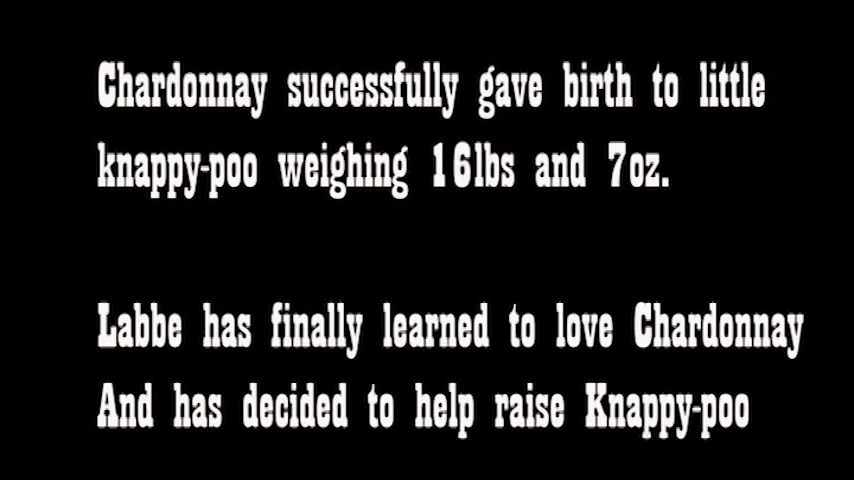 Chardonnay successfully gave birth to little
knappy-poo weighing 16lbs and 7oz.
Labbe has finally learned to love Chardonnay
And has decided to help raise Knappy-poo